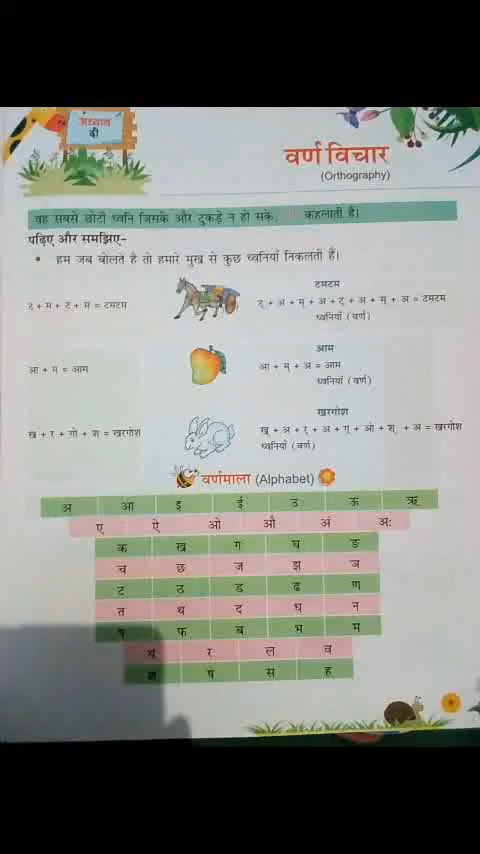 अध्याय
दो
वर्ण विचार
(Orthography)
वह सबसे छोटी ध्वनि जिसके और टुकड़े न हो सकें, कहलाती है।
पढ़िए और समझिए-
• हम जब बोलते है तो हमारे मुख से कुछ ध्वनियाँ निकलती हैं।
टमटम
ट + म + ट + म = टमटम
ट् + अ + म् + अ + ट् + अ + म् + अ = टमटम
ध्वनियाँ (वर्ण)
आम
आ + म = आम
आ + म् + अ = आम
ध्वनियाँ (वर्ण)
खरगोश
ख + र + गो + श = खरगोश
ख् + अ + र् + अ + ग् + ओ + श् + अ = खरगोश
ध्वनियाँ (वर्ण)
वर्णमाला (Alphabet)
अ आ इ ई उ ऊ ऋ
ए ऐ ओ औ अं अः
क ख ग घ ङ
च छ ज झ ञ
ट ठ ड ढ ण
त थ द ध न
प फ ब भ म
य र ल व
श ष स ह